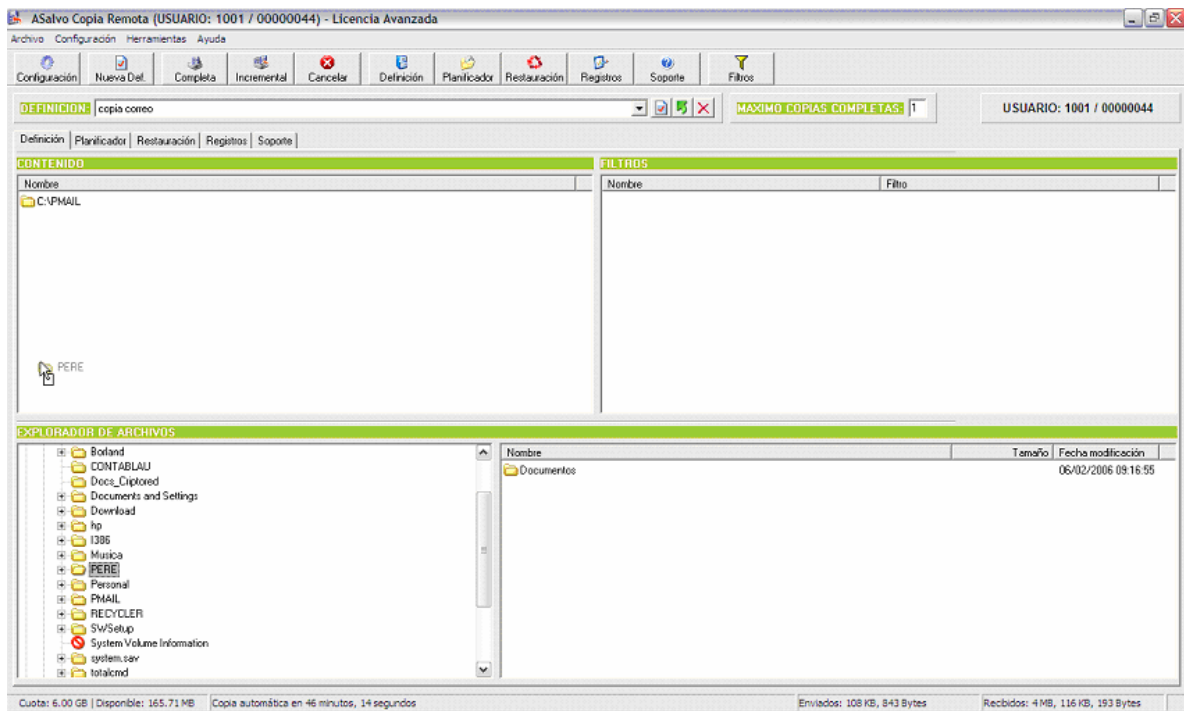 ASalvo Copia Remota (USUARIO: 1001 / 00000044) - Licencia Avanzada
Archivo Configuración Herramientas Ayuda
Configuración Nueva Def. Completa Incremental Cancelar Definición Planificador Restauración Registros Soporte Filtros
DEFINICION: copia correo MAXIMO COPIAS COMPLETAS: 1 USUARIO: 1001 / 00000044
Definición Planificador Restauración Registros Soporte
CONTENIDO FILTROS
Nombre Nombre Filtro
C:\PMAIL
PERE
EXPLORADOR DE ARCHIVOS
Borland Nombre Tamaño Fecha modificación
CONTABLAU Documentos 06/02/2006 09:16:55
Docs_Criptored
Documents and Settings
Download
hp
I386
Musica
PERE
Personal
PMAIL
RECYCLER
SWSetup
System Volume Information
system.sav
totalcmd
Cuota: 6.00 GB | Disponible: 165.71 MB Copia automática en 46 minutos, 14 segundos Enviados: 108 KB, 843 Bytes Recibidos: 4 MB, 116 KB, 193 Bytes